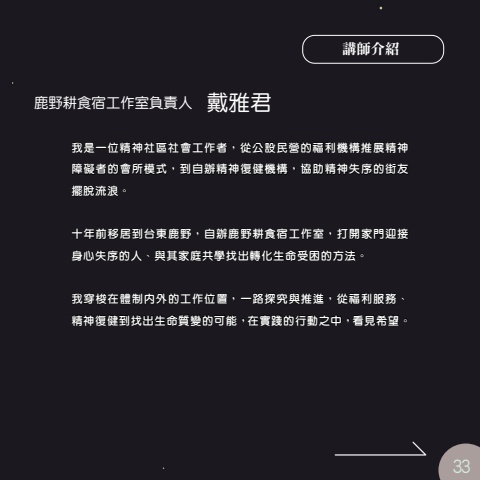 講師介紹
鹿野耕食宿工作室負責人 戴雅君
我是一位精神社區社會工作者，從公設民營的福利機構推展精神
障礙者的會所模式，到自辦精神復健機構，協助精神失序的街友
擺脫流浪。
十年前移居到台東鹿野，自辦鹿野耕食宿工作室，打開家門迎接
身心失序的人、與其家庭共學找出轉化生命受困的方法。
我穿梭在體制內外的工作位置，一路探究與推進，從福利服務、
精神復健到找出生命質變的可能，在實踐的行動之中，看見希望。
33